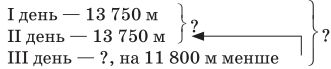 I день — 13 750 м
II день — 13 750 м
?
III день — ?, на 11 800 м менше
?